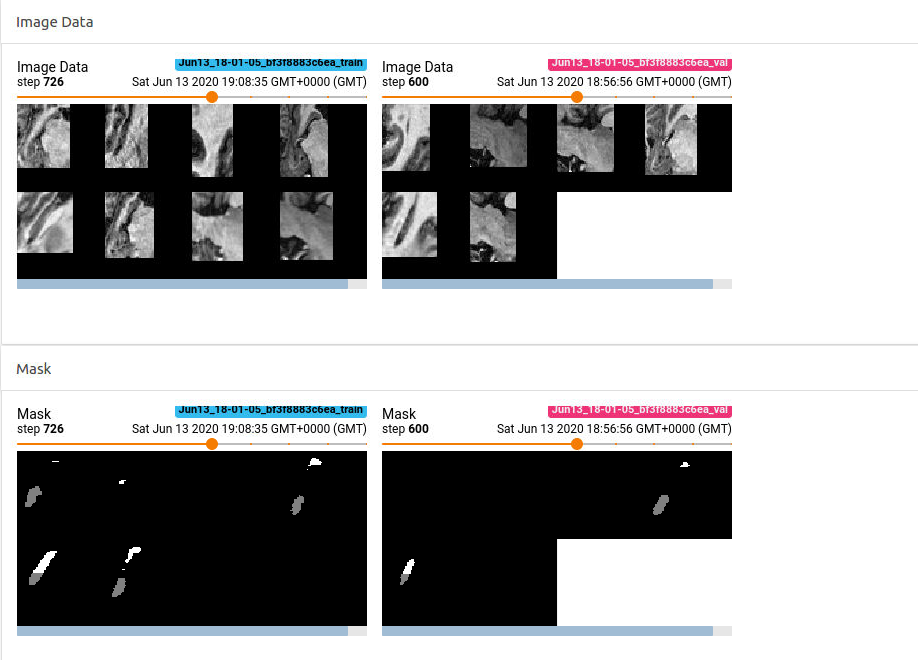 Image Data
Image Data
Jun13_18-01-05_bf3f8883c6ea_train
step 726
Sat Jun 13 2020 19:08:35 GMT+0000 (GMT)
Image Data
Jun13_18-01-05_bf3f8883c6ea_val
step 600
Sat Jun 13 2020 18:56:56 GMT+0000 (GMT)
Mask
Mask
Jun13_18-01-05_bf3f8883c6ea_train
step 726
Sat Jun 13 2020 19:08:35 GMT+0000 (GMT)
Mask
Jun13_18-01-05_bf3f8883c6ea_val
step 600
Sat Jun 13 2020 18:56:56 GMT+0000 (GMT)